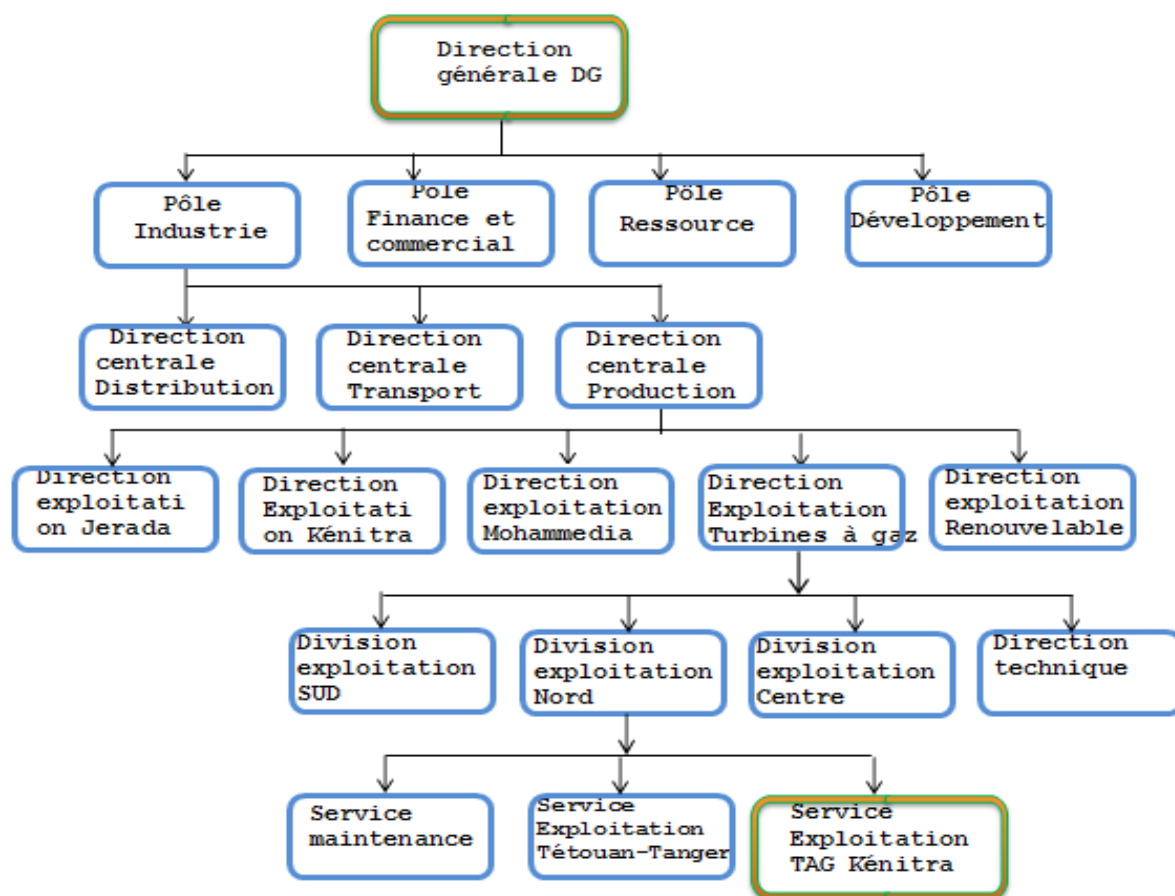 Direction
générale DG
Pôle
Industrie
Pôle
Finance et
commercial
Pôle
Ressource
Pôle
Développement
Direction
centrale
Distribution
Direction
centrale
Transport
Direction
centrale
Production
Direction
exploitati
on Jerada
Direction
Exploitati
on Kénitra
Direction
exploitation
Mohammedia
Direction
Exploitation
Turbines à gaz
Direction
exploitation
Renouvelable
Division
exploitation
SUD
Division
exploitation
Nord
Division
exploitation
Centre
Direction
technique
Service
maintenance
Service
Exploitation
Tétouan-Tanger
Service
Exploitation
TAG Kénitra